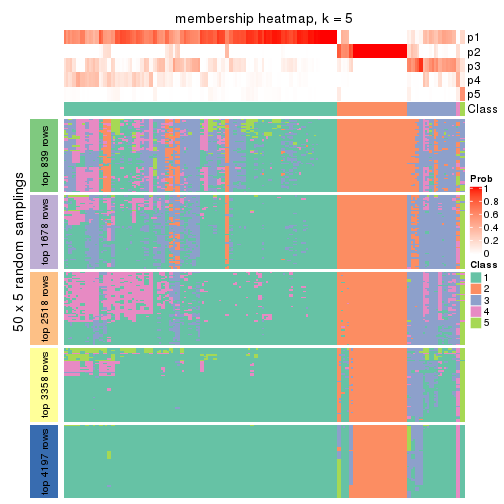 membership heatmap, k = 5
p1
p2
p3
p4
p5
Class
50 x 5 random samplings
top 839 rows
top 1678 rows
top 2518 rows
top 3358 rows
top 4197 rows
Prob
1
0.8
0.6
0.4
0.2
0
Class
1
2
3
4
5